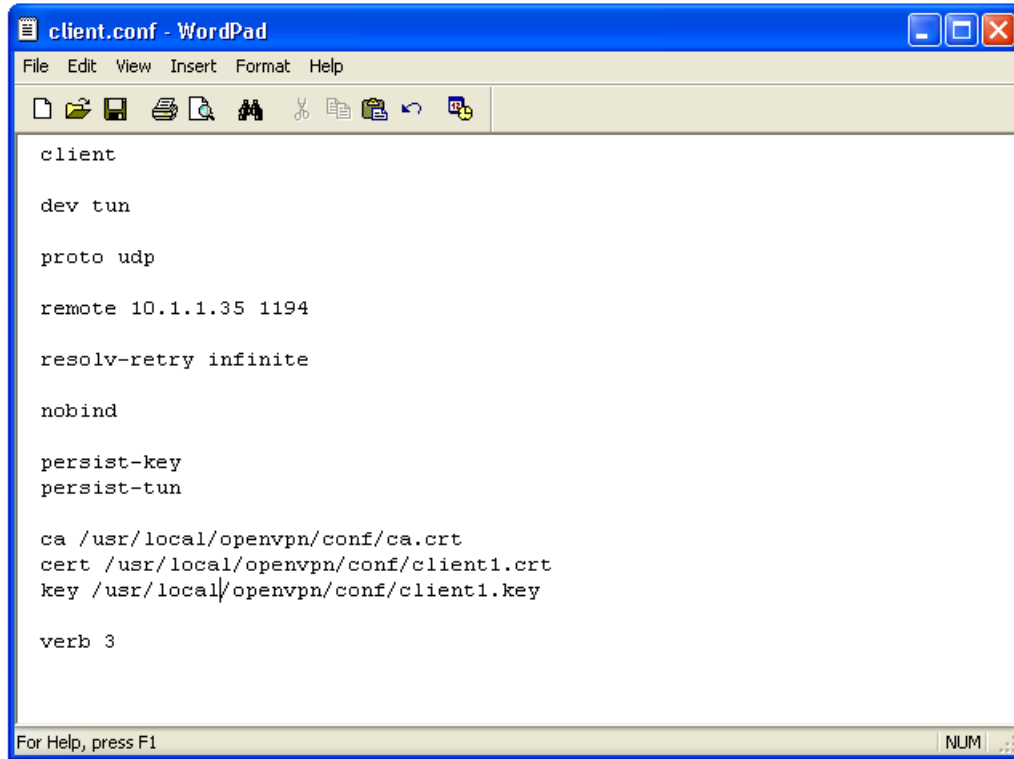 client.conf - WordPad
File Edit View Insert Format Help
client
dev tun
proto udp
remote 10.1.1.35 1194
resolv-retry infinite
nobind
persist-key
persist-tun
ca /usr/local/openvpn/conf/ca.crt
cert /usr/local/openvpn/conf/client1.crt
key /usr/local/openvpn/conf/client1.key
verb 3
For Help, press F1 NUM